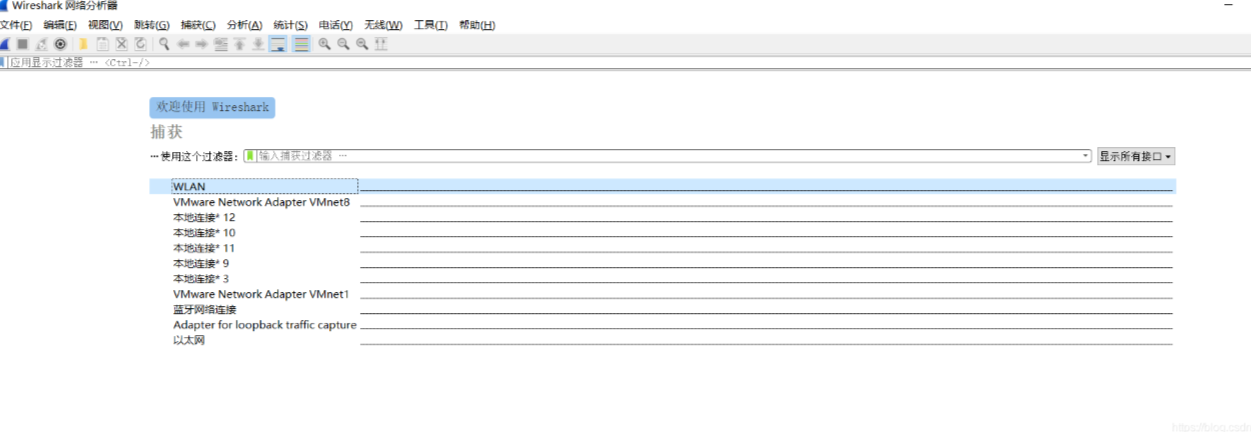 Wireshark 网络分析器
文件(F) 编辑(E) 视图(V) 跳转(G) 捕获(C) 分析(A) 统计(S) 电话(Y) 无线(W) 工具(T) 帮助(H)
应用显示过滤器 … <Ctrl-/>
欢迎使用 Wireshark
捕获
…使用这个过滤器: 输入捕获过滤器 … 显示所有接口
WLAN
VMware Network Adapter VMnet8
本地连接* 12
本地连接* 10
本地连接* 11
本地连接* 9
本地连接* 3
VMware Network Adapter VMnet1
蓝牙网络连接
Adapter for loopback traffic capture
以太网
https://blog.csdn